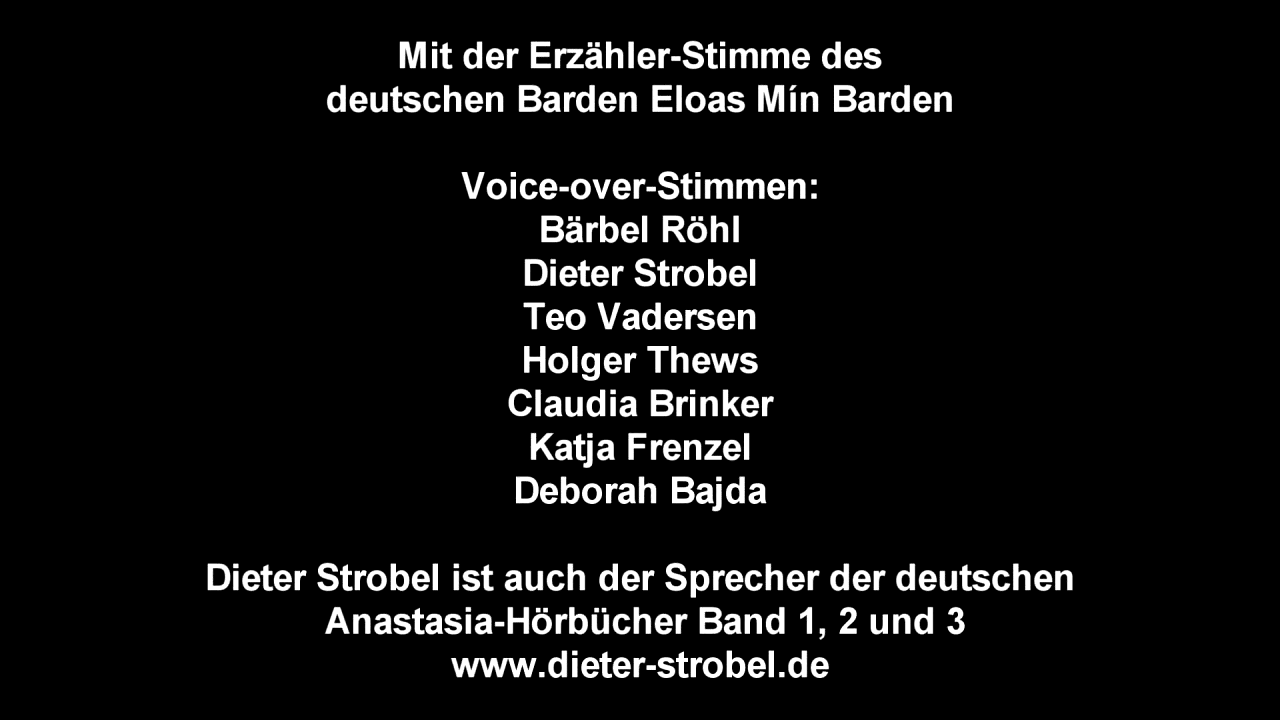 Mit der Erzähler-Stimme des
deutschen Barden Eloas Mín Barden
Voice-over-Stimmen:
Bärbel Röhl
Dieter Strobel
Teo Vadersen
Holger Thews
Claudia Brinker
Katja Frenzel
Deborah Bajda
Dieter Strobel ist auch der Sprecher der deutschen
Anastasia-Hörbücher Band 1, 2 und 3
www.dieter-strobel.de